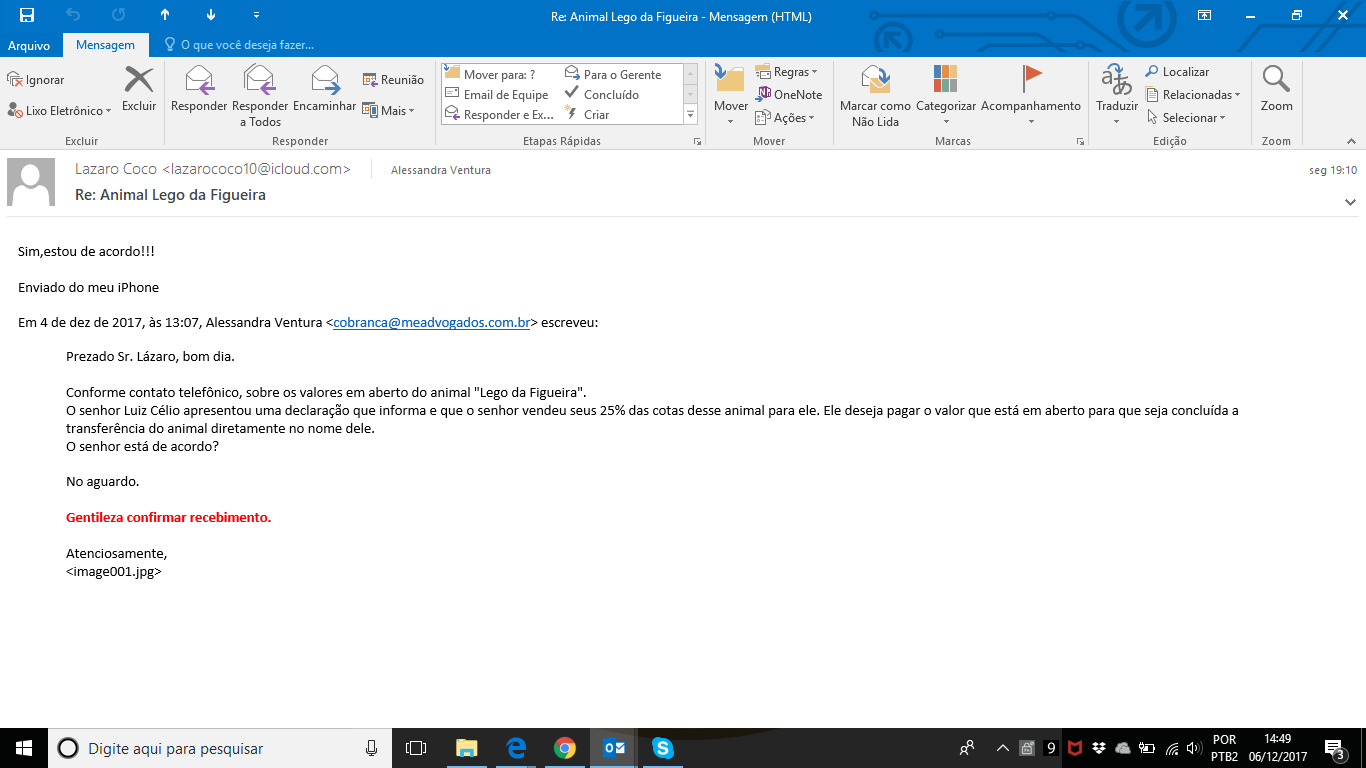 Re: Animal Lego da Figueira - Mensagem (HTML)
Arquivo
Mensagem
O que você deseja fazer...
Ignorar
Lixo Eletrônico
Excluir
Excluir
Responder
Responder a Todos
Encaminhar
Reunião
Mais
Responder
Mover para: ?
Para o Gerente
Email de Equipe
Concluído
Responder e Ex...
Criar
Etapas Rápidas
Mover
Regras
OneNote
Ações
Mover
Marcar como Não Lida
Categorizar
Acompanhamento
Marcas
Traduzir
Localizar
Relacionadas
Selecionar
Edição
Zoom
Zoom
Lazaro Coco <lazarococo10@icloud.com>
Alessandra Ventura
seg 19:10
Re: Animal Lego da Figueira
Sim,estou de acordo!!!
Enviado do meu iPhone
Em 4 de dez de 2017, às 13:07, Alessandra Ventura <cobranca@meadvogados.com.br> escreveu:
Prezado Sr. Lázaro, bom dia.
Conforme contato telefônico, sobre os valores em aberto do animal "Lego da Figueira".
O senhor Luiz Célio apresentou uma declaração que informa e que o senhor vendeu seus 25% das cotas desse animal para ele. Ele deseja pagar o valor que está em aberto para que seja concluída a
transferência do animal diretamente no nome dele.
O senhor está de acordo?
No aguardo.
Gentileza confirmar recebimento.
Atenciosamente,
<image001.jpg>
Digite aqui para pesquisar
9
POR
PTB2
14:49
06/12/2017
3